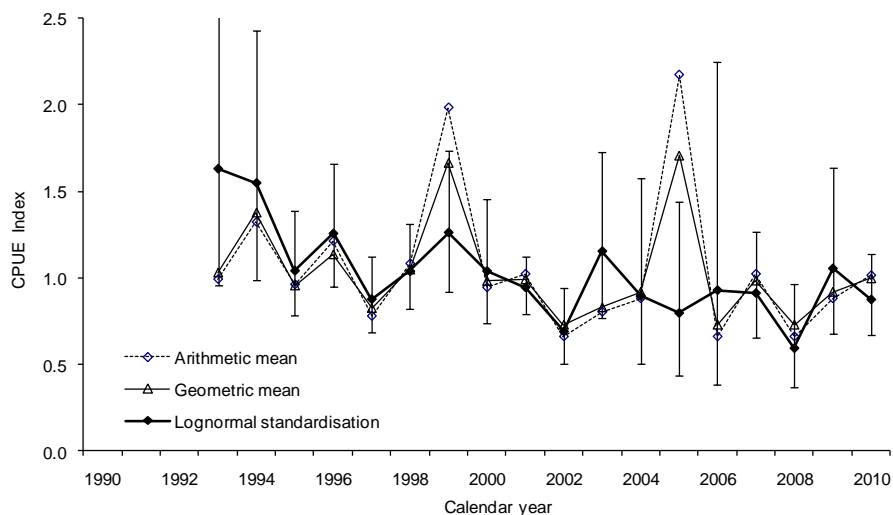 2.5
2.0
1.5
1.0
0.5
0.0
CPUE Index
Arithmetic mean
Geometric mean
Lognormal standardisation
1990 1992 1994 1996 1998 2000 2002 2004 2006 2008 2010
Calendar year